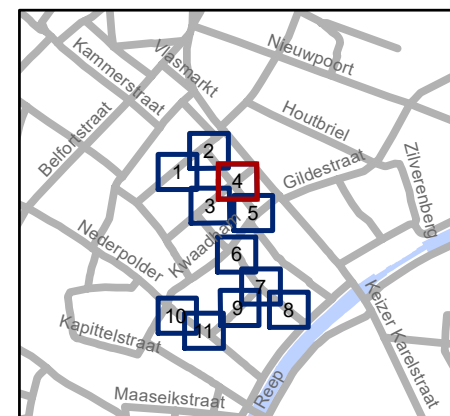 Vlasmarkt
Nieuwpoort
Kammerstraat
Belfortstraat
Houtbriel
Zilverenberg
Gildestraat
2
1
4
3
5
Kwaadham
Nederpolder
6
7
9
8
10
11
Kapittelstraat
Keizer Karelstraat
Reep
Maaseikstraat